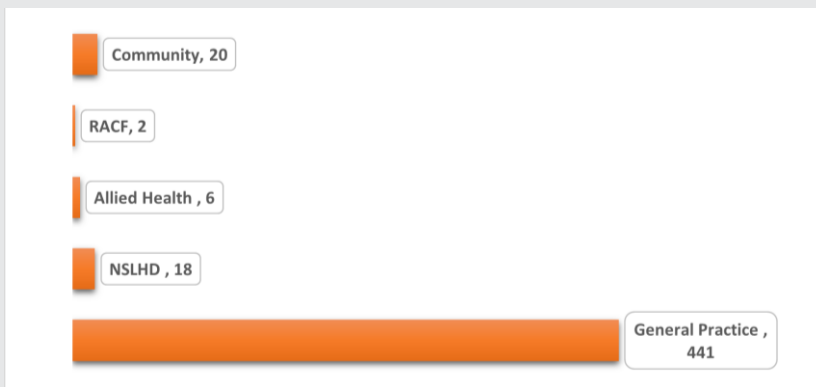 Community, 20
RACF, 2
Allied Health , 6
NSLHD , 18
General Practice ,
441